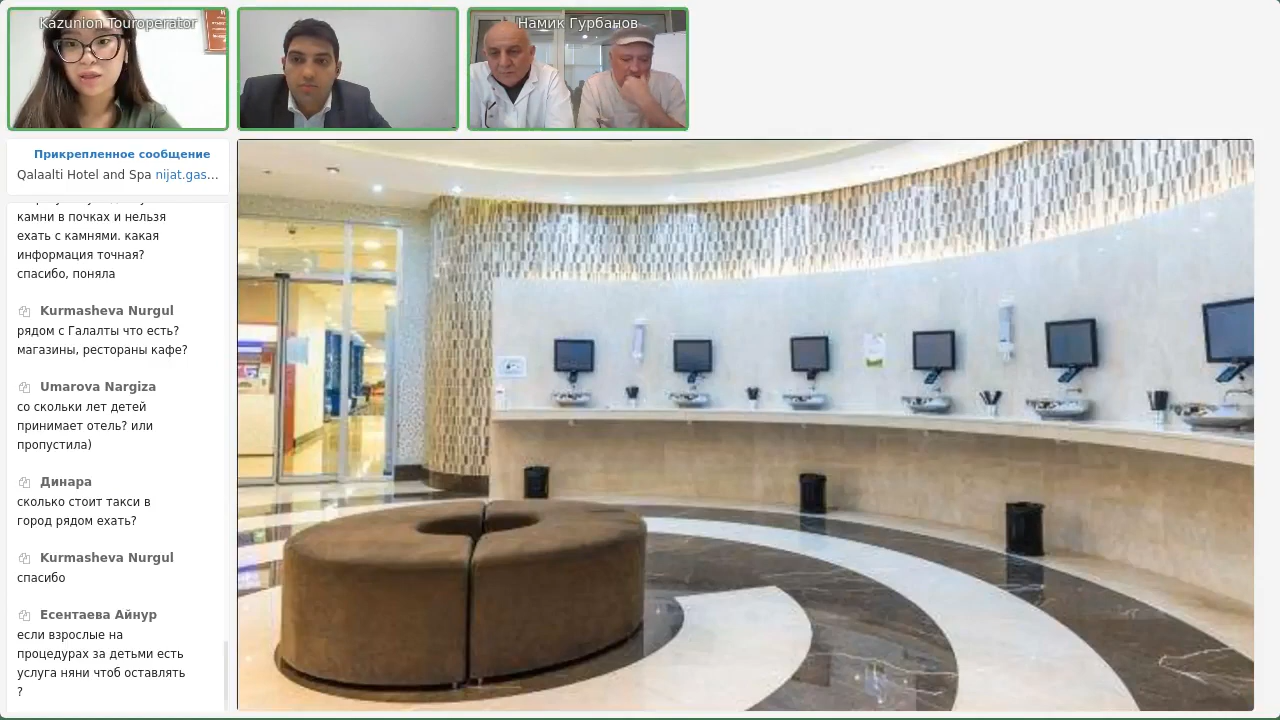 Kazunion Touroperator
Намик Гурбанов
Прикрепленное сообщение
Qalaalti Hotel and Spa nijat.gas...
камни в почках и нельзя
ехать с камнями. какая
информация точная?
спасибо, поняла
Kurmasheva Nurgul
рядом с Галалты что есть?
магазины, рестораны кафе?
Umarova Nargiza
со скольки лет детей
принимает отель? или
пропустила)
Динара
сколько стоит такси в
город рядом ехать?
Kurmasheva Nurgul
спасибо
Есентаева Айнур
если взрослые на
процедурах за детьми есть
услуга няни чтоб оставлять
?